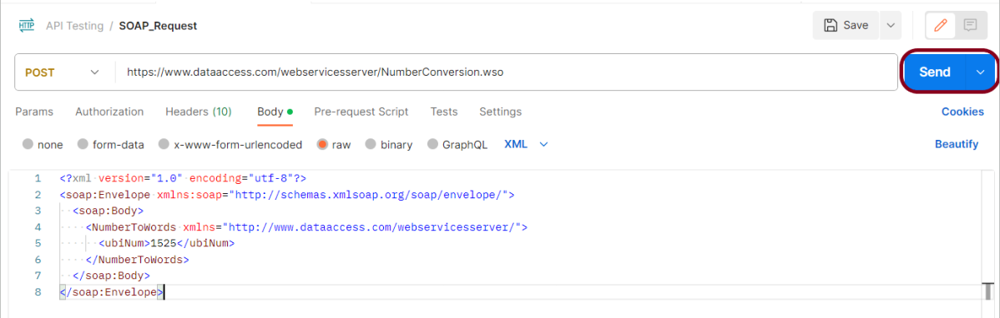 HTTP API Testing / SOAP_Request Save
POST https://www.dataaccess.com/webservicesserver/NumberConversion.wso Send
Params Authorization Headers (10) Body Pre-request Script Tests Settings Cookies
none form-data x-www-form-urlencoded raw binary GraphQL XML Beautify
1 <?xml version="1.0" encoding="utf-8"?>
2 <soap:Envelope xmlns:soap="http://schemas.xmlsoap.org/soap/envelope/">
3 <soap:Body>
4 <NumberToWords xmlns="http://www.dataaccess.com/webservicesserver/">
5 <ubiNum>1525</ubiNum>
6 </NumberToWords>
7 </soap:Body>
8 </soap:Envelope>